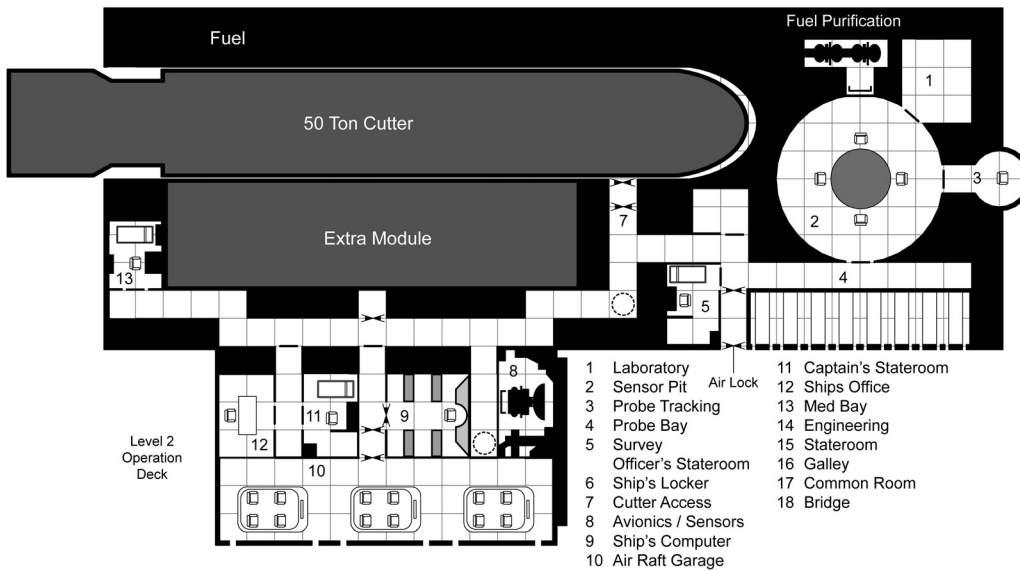 Fuel Purification
Fuel
1
50 Ton Cutter
3
2
7
Extra Module
13
4
5
8
Air Lock
11
9
12
10
Level 2
Operation
Deck
1 Laboratory
2 Sensor Pit
3 Probe Tracking
4 Probe Bay
5 Survey
Officer's Stateroom
6 Ship's Locker
7 Cutter Access
8 Avionics / Sensors
9 Ship's Computer
10 Air Raft Garage
11 Captain's Stateroom
12 Ships Office
13 Med Bay
14 Engineering
15 Stateroom
16 Galley
17 Common Room
18 Bridge